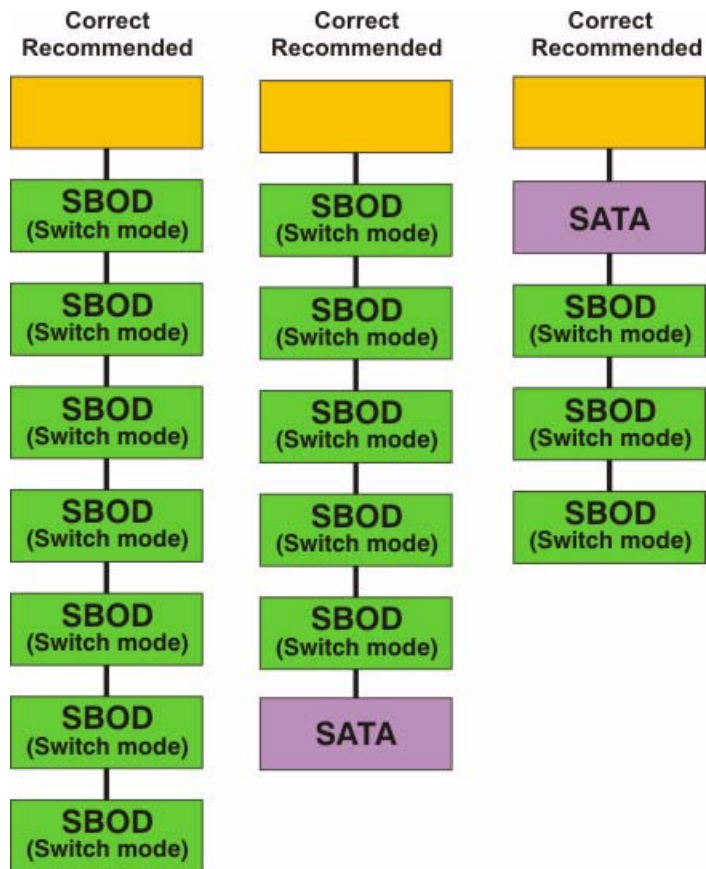 Correct
Recommended
SBOD
(Switch mode)
SBOD
(Switch mode)
SBOD
(Switch mode)
SBOD
(Switch mode)
SBOD
(Switch mode)
SBOD
(Switch mode)
SBOD
(Switch mode)
Correct
Recommended
SBOD
(Switch mode)
SBOD
(Switch mode)
SBOD
(Switch mode)
SBOD
(Switch mode)
SBOD
(Switch mode)
SATA
Correct
Recommended
SATA
SBOD
(Switch mode)
SBOD
(Switch mode)
SBOD
(Switch mode)